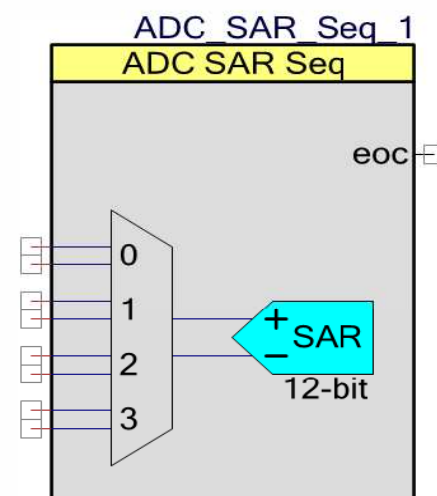 ADC_SAR_Seq_1
ADC SAR Seq
eoc
0
1
2
3
+
SAR
−
12-bit